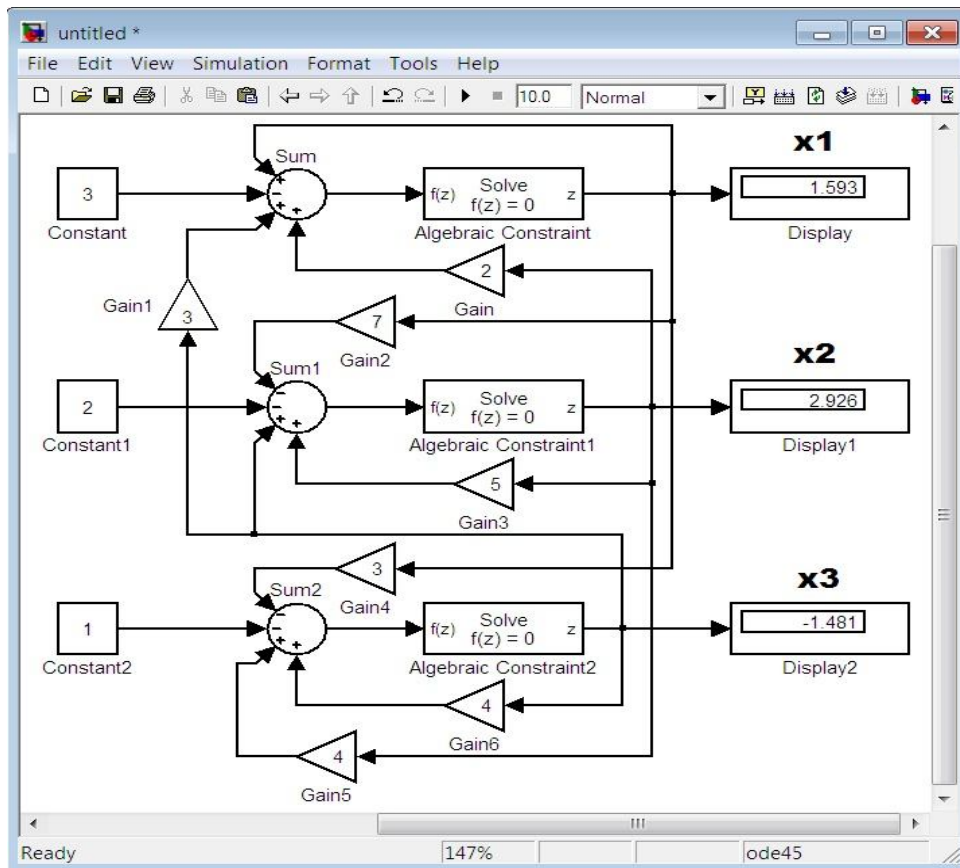 untitled *
File Edit View Simulation Format Tools Help
10.0 Normal
x1
Sum
+
-
+ +
3
Constant
f(z) Solve f(z) = 0 z
Algebraic Constraint
1.593
Display
2
Gain
Gain1
3
7
Gain2
x2
Sum1
-
-
+ +
2
Constant1
f(z) Solve f(z) = 0 z
Algebraic Constraint1
2.926
Display1
5
Gain3
3
Gain4
x3
Sum2
-
-
+ +
1
Constant2
f(z) Solve f(z) = 0 z
Algebraic Constraint2
-1.481
Display2
4
Gain6
4
Gain5
Ready 147% ode45